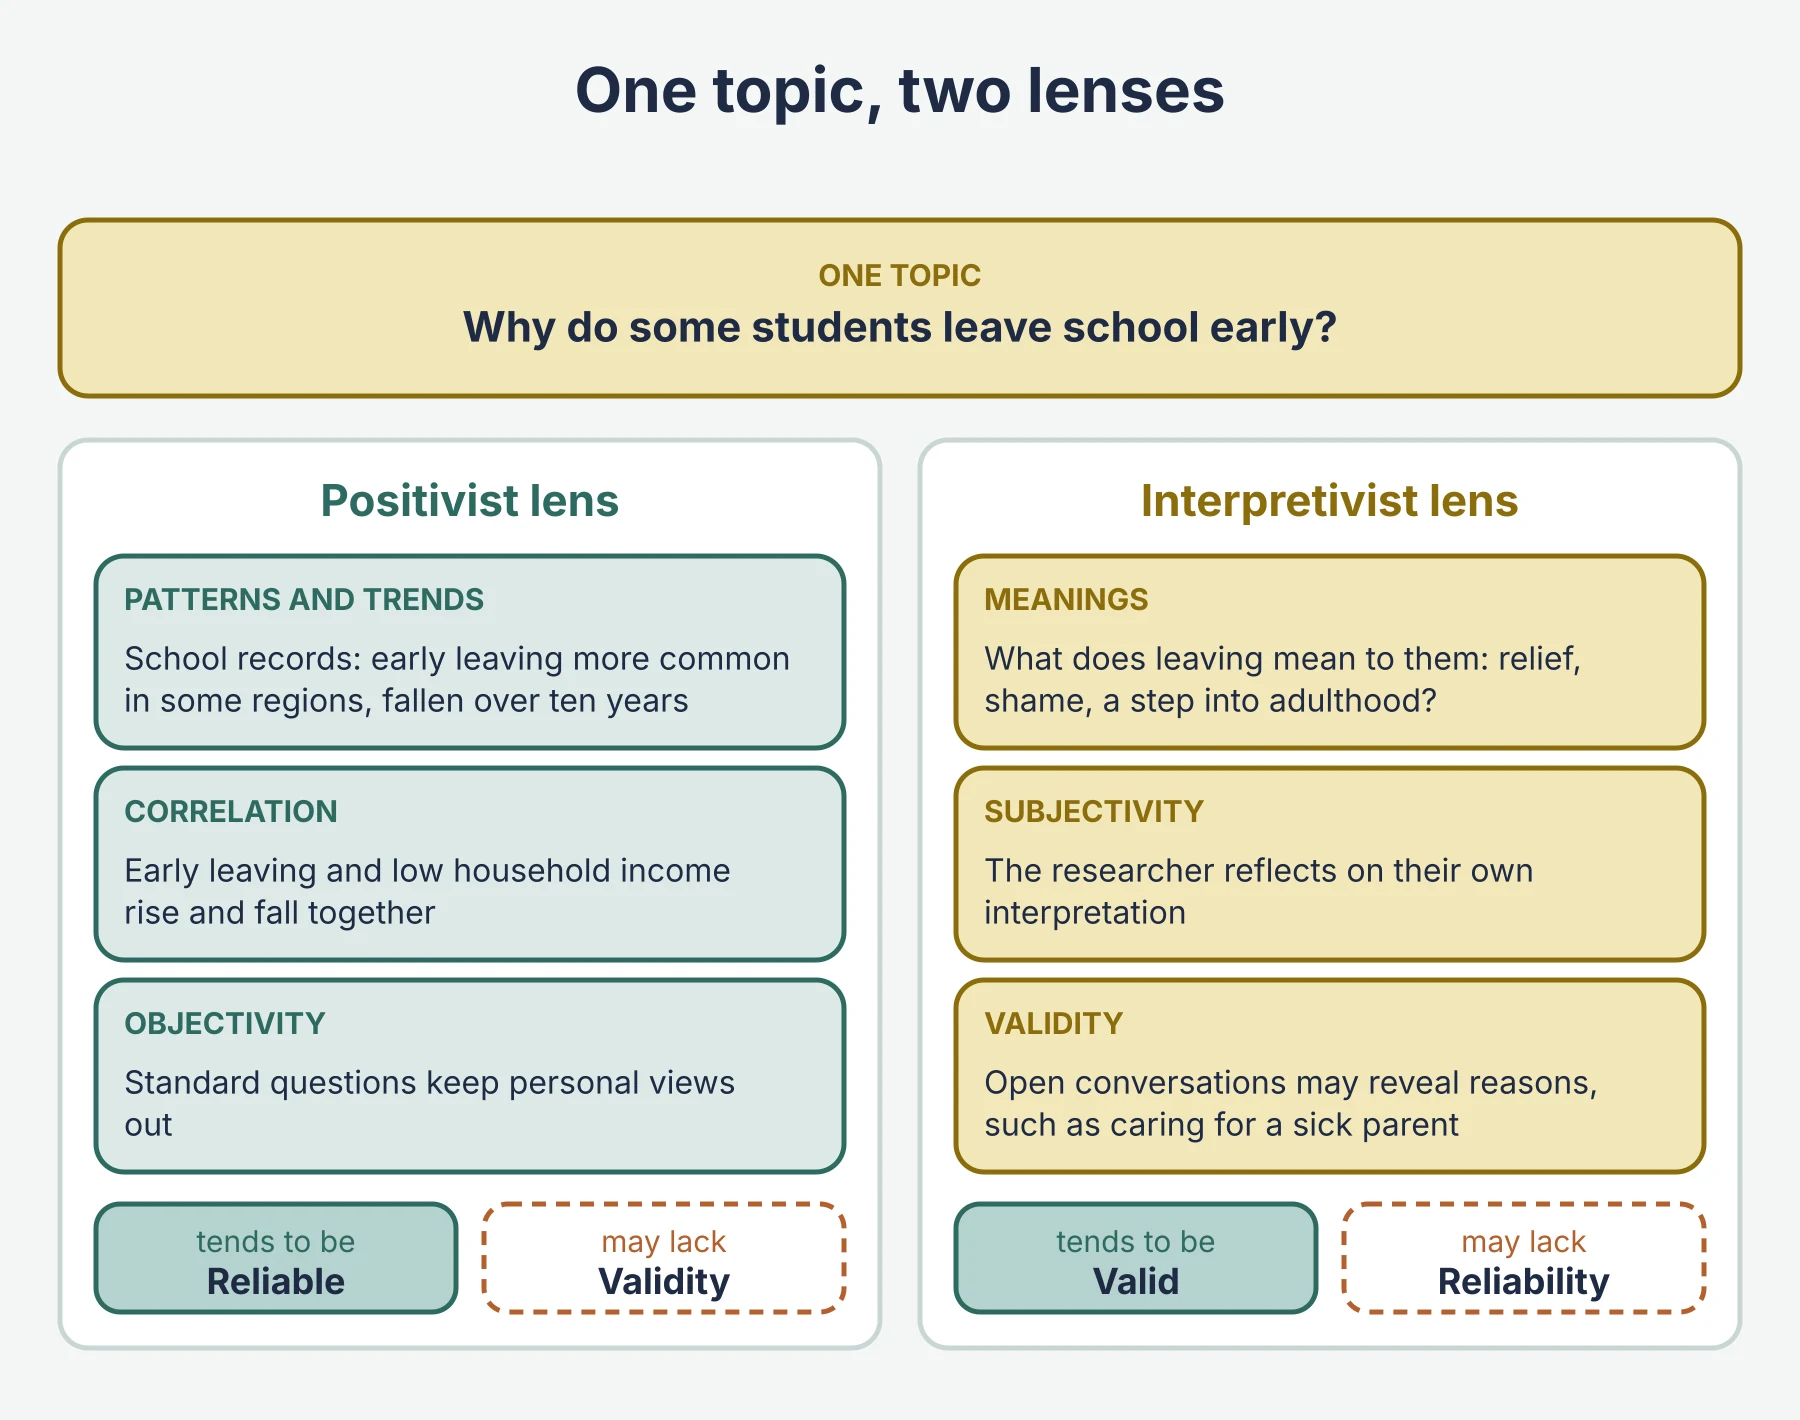 One topic, two lenses
ONE TOPIC
Why do some students leave school early?
Positivist lens
PATTERNS AND TRENDS
School records: early leaving more common
in some regions, fallen over ten years
CORRELATION
Early leaving and low household income
rise and fall together
OBJECTIVITY
Standard questions keep personal views
out
tends to be
Reliable
may lack
Validity
Interpretivist lens
MEANINGS
What does leaving mean to them: relief,
shame, a step into adulthood?
SUBJECTIVITY
The researcher reflects on their own
interpretation
VALIDITY
Open conversations may reveal reasons,
such as caring for a sick parent
tends to be
Valid
may lack
Reliability